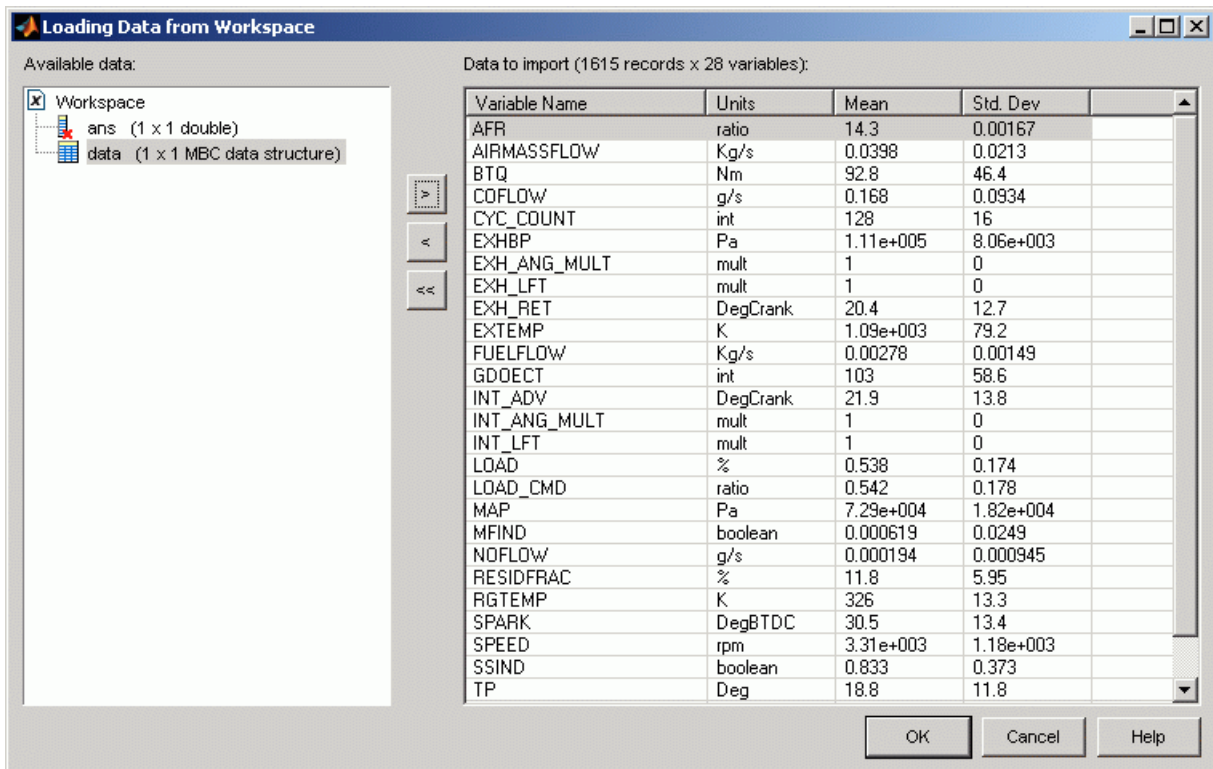 Loading Data from Workspace
Available data:
Workspace
ans (1 x 1 double)
data (1 x 1 MBC data structure)
>
<
<<
Data to import (1615 records x 28 variables):
Variable Name Units Mean Std. Dev
AFR ratio 14.3 0.00167
AIRMASSFLOW Kg/s 0.0398 0.0213
BTQ Nm 92.8 46.4
COFLOW g/s 0.168 0.0934
CYC_COUNT int 128 16
EXHBP Pa 1.11e+005 8.06e+003
EXH_ANG_MULT mult 1 0
EXH_LFT mult 1 0
EXH_RET DegCrank 20.4 12.7
EXTEMP K 1.09e+003 79.2
FUELFLOW Kg/s 0.00278 0.00149
GDOECT int 103 58.6
INT_ADV DegCrank 21.9 13.8
INT_ANG_MULT mult 1 0
INT_LFT mult 1 0
LOAD % 0.538 0.174
LOAD_CMD ratio 0.542 0.178
MAP Pa 7.29e+004 1.82e+004
MFIND boolean 0.000619 0.0249
NOFLOW g/s 0.000194 0.000945
RESIDFRAC % 11.8 5.95
RGTEMP K 326 13.3
SPARK DegBTDC 30.5 13.4
SPEED rpm 3.31e+003 1.18e+003
SSIND boolean 0.833 0.373
TP Deg 18.8 11.8
OK Cancel Help